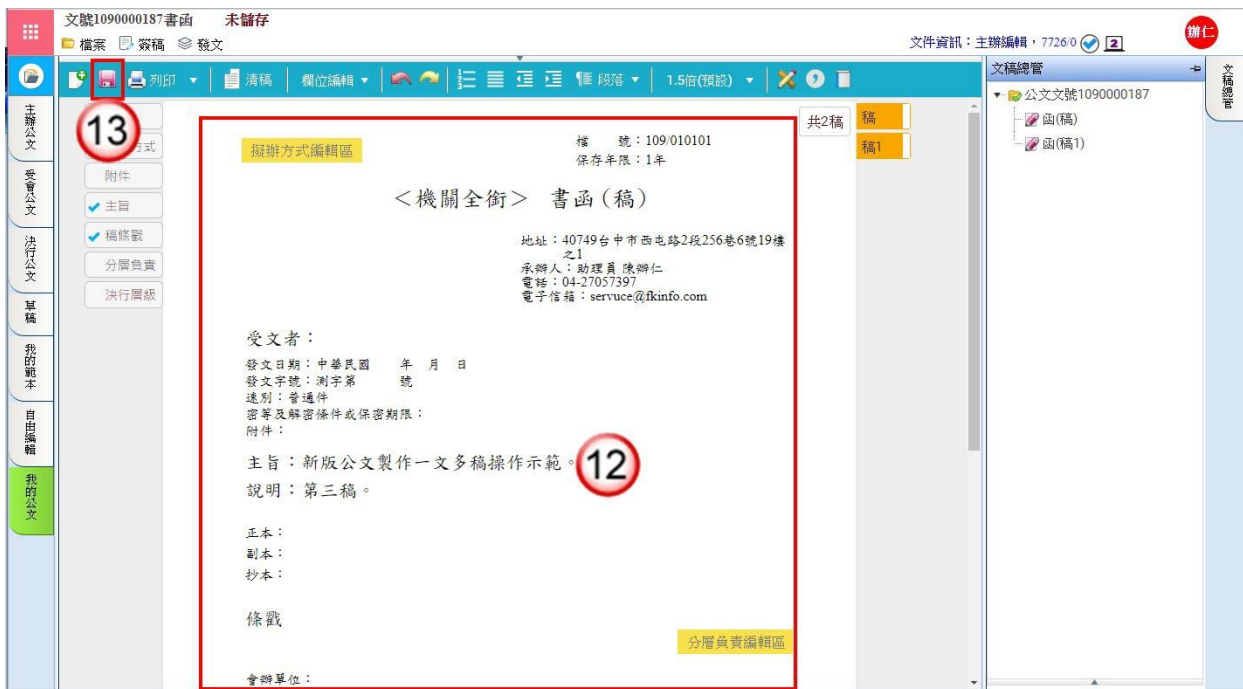 文號1090000187書函 未儲存
檔案 簽稿 發文
文件資訊：主辦編輯，7726/0 2
辦仁
列印 清稿 欄位編輯 段落 1.5倍(預設)
主辦公文
受會公文
決行公文
草稿
我的範本
自由編輯
我的公文
13
方式
附件
主旨
稿條戳
分層負責
決行層級
擬辦方式編輯區
檔 號：109/010101
保存年限：1年
＜機關全銜＞ 書函(稿)
地址：40749台中市西屯路2段256巷6號19樓
之1
承辦人：助理員 陳辦仁
電話：04-27057397
電子信箱：servuce@fkinfo.com
受文者：
發文日期：中華民國 年 月 日
發文字號：測字第 號
速別：普通件
密等及解密條件或保密期限：
附件：
主旨：新版公文製作一文多稿操作示範。
12
說明：第三稿。
正本：
副本：
抄本：
條戳
分層負責編輯區
會辦單位：
共2稿
稿
稿1
文稿總管
公文文號1090000187
函(稿)
函(稿1)
文稿總管